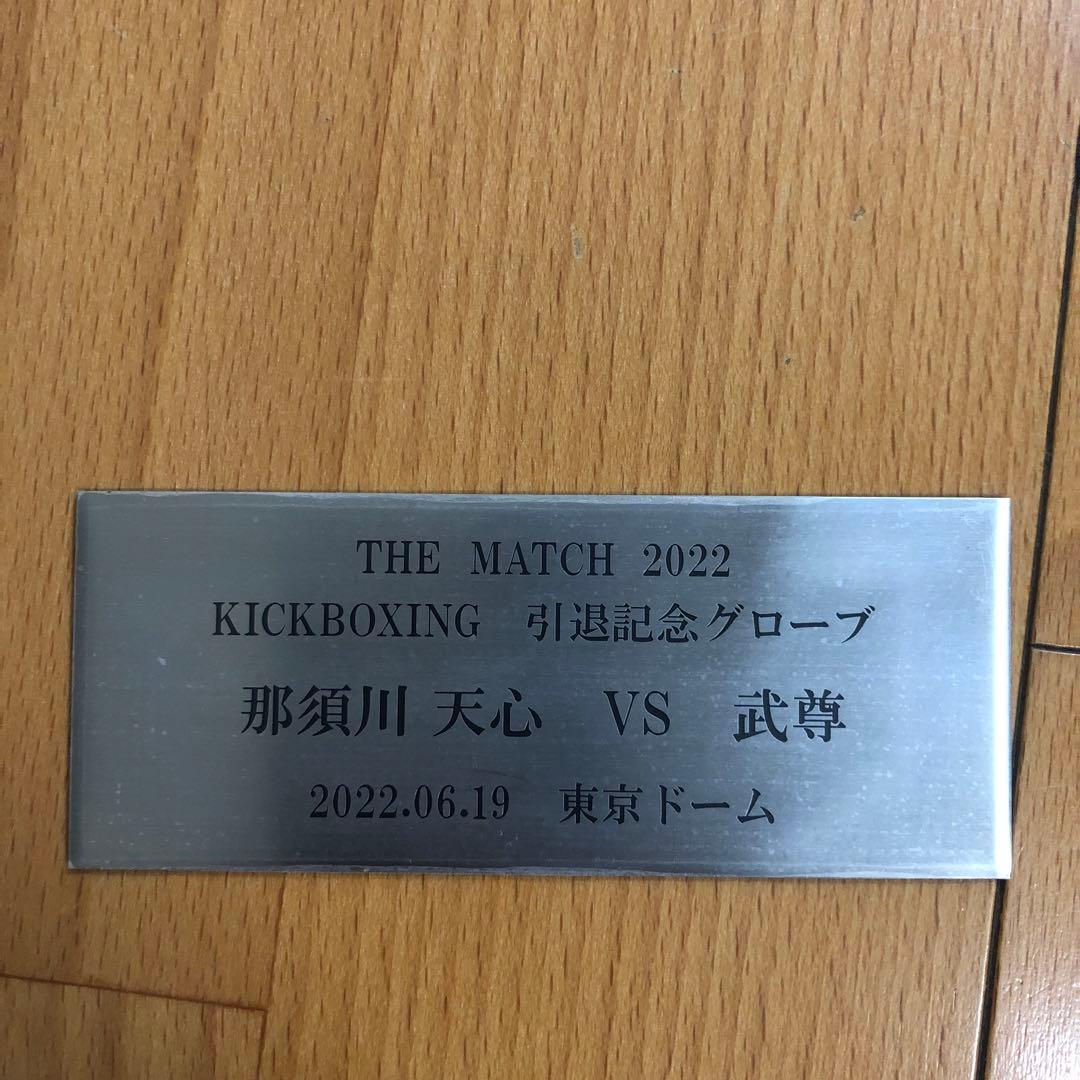 THE MATCH 2022
KICKBOXING 引退記念グローブ
那須川 天心 VS 武尊
2022.06.19 東京ドーム